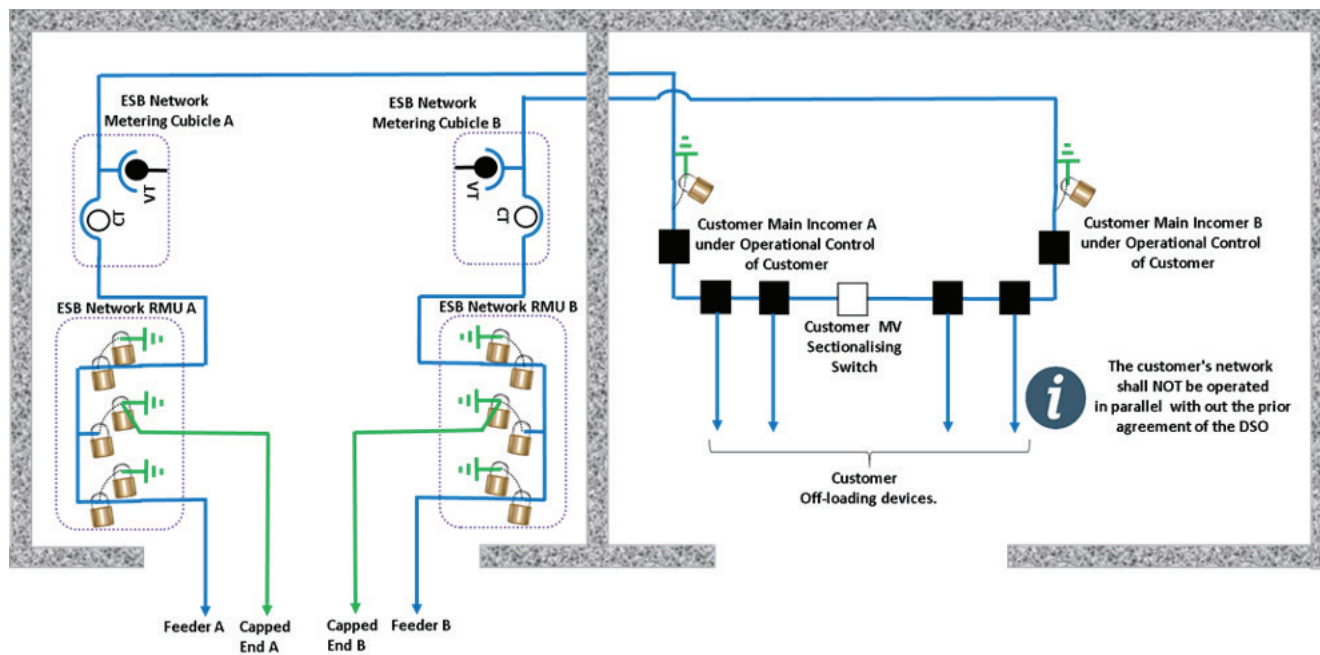 ESB Network
Metering Cubicle A
ESB Network
Metering Cubicle B
VT
CT
VT
CT
Customer Main Incomer A
under Operational Control
of Customer
Customer Main Incomer B
under Operational Control
of Customer
ESB Network RMU A
ESB Network RMU B
Customer MV
Sectionalising
Switch
i
The customer's network
shall NOT be operated
in parallel with out the prior
agreement of the DSO
Customer
Off-loading devices.
Feeder A
Capped
End A
Capped
End B
Feeder B